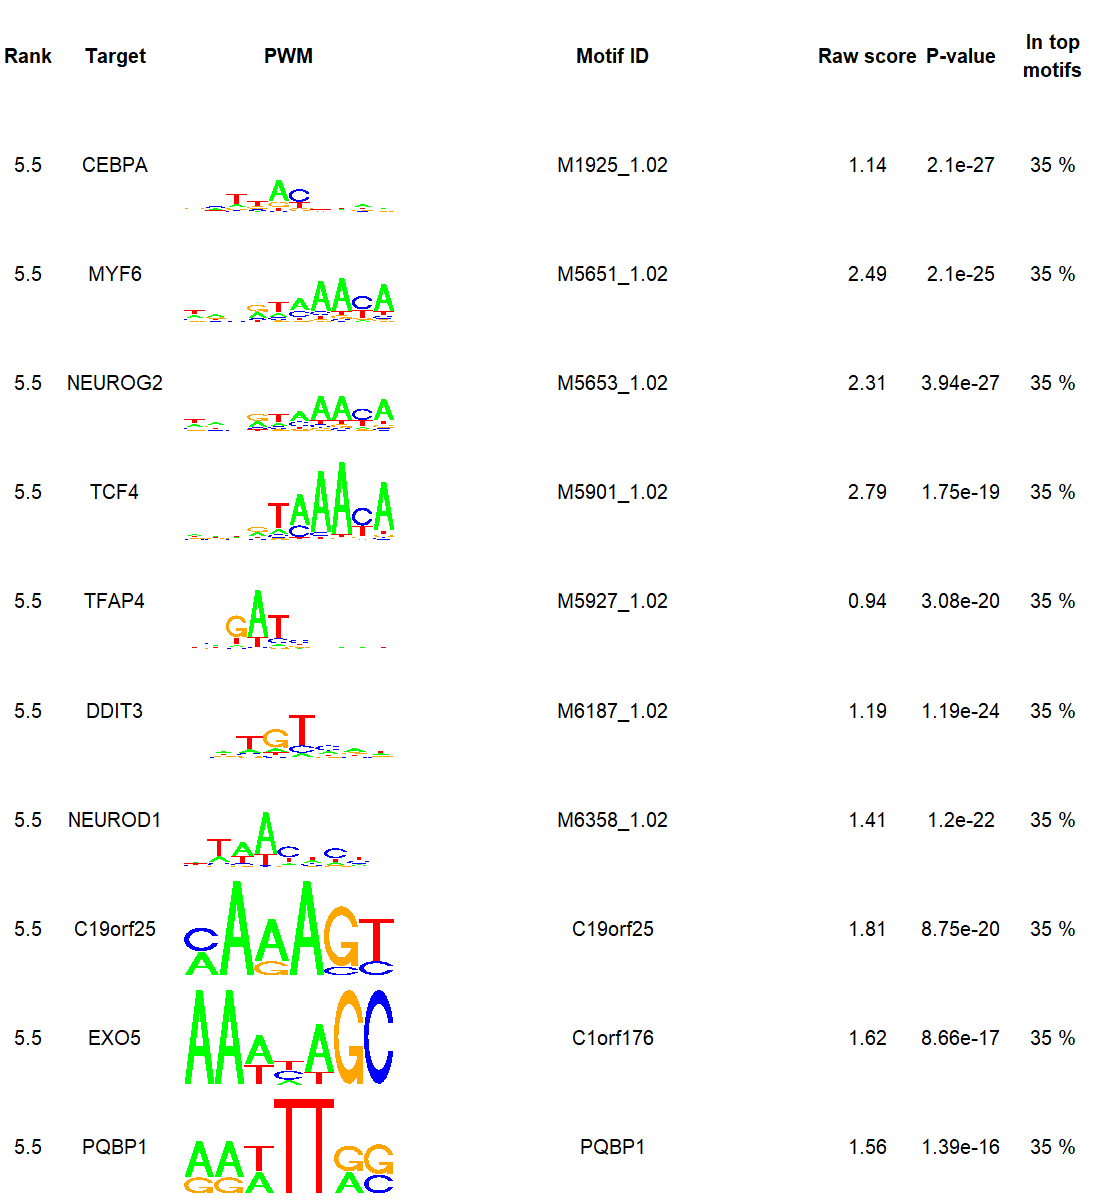 Rank Target PWM Motif ID Raw score P-value In top motifs
5.5 CEBPA M1925_1.02 1.14 2.1e-27 35 %
5.5 MYF6 M5651_1.02 2.49 2.1e-25 35 %
5.5 NEUROG2 M5653_1.02 2.31 3.94e-27 35 %
5.5 TCF4 M5901_1.02 2.79 1.75e-19 35 %
5.5 TFAP4 M5927_1.02 0.94 3.08e-20 35 %
5.5 DDIT3 M6187_1.02 1.19 1.19e-24 35 %
5.5 NEUROD1 M6358_1.02 1.41 1.2e-22 35 %
5.5 C19orf25 C19orf25 1.81 8.75e-20 35 %
5.5 EXO5 C1orf176 1.62 8.66e-17 35 %
5.5 PQBP1 PQBP1 1.56 1.39e-16 35 %